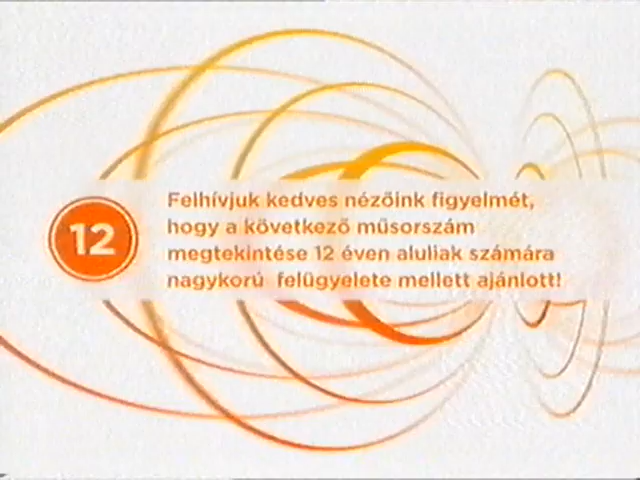 12
Felhívjuk kedves nézőink figyelmét,
hogy a következő műsorszám
megtekintése 12 éven aluliak számára
nagykorú felügyelete mellett ajánlott!